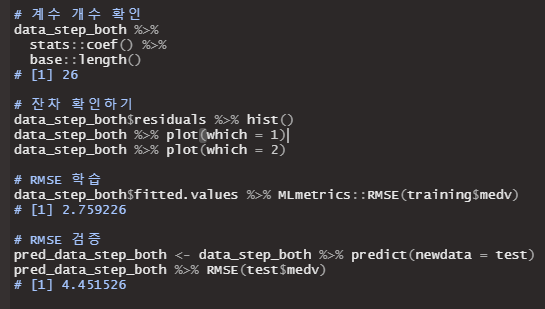 # 계수 개수 확인
data_step_both %>%
  stats::coef() %>%
  base::length()
# [1] 26
# 잔차 확인하기
data_step_both$residuals %>% hist()
data_step_both %>% plot(which = 1)
data_step_both %>% plot(which = 2)
# RMSE 학습
data_step_both$fitted.values %>% MLmetrics::RMSE(training$medv)
# [1] 2.759226
# RMSE 검증
pred_data_step_both <- data_step_both %>% predict(newdata = test)
pred_data_step_both %>% RMSE(test$medv)
# [1] 4.451526